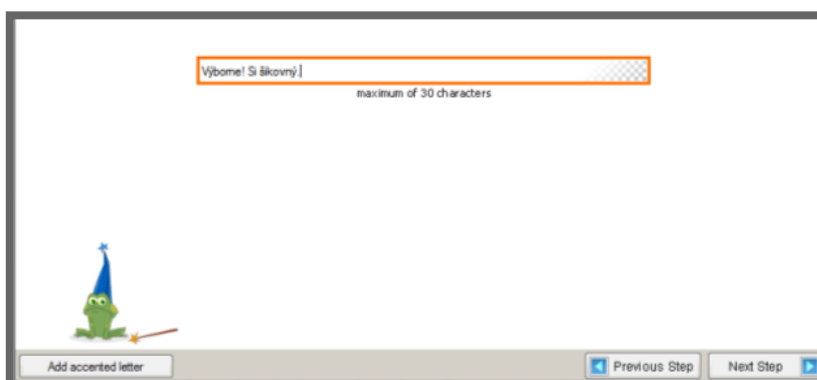 Výborne! Si šikovný.
maximum of 30 characters
Add accented letter
Previous Step
Next Step